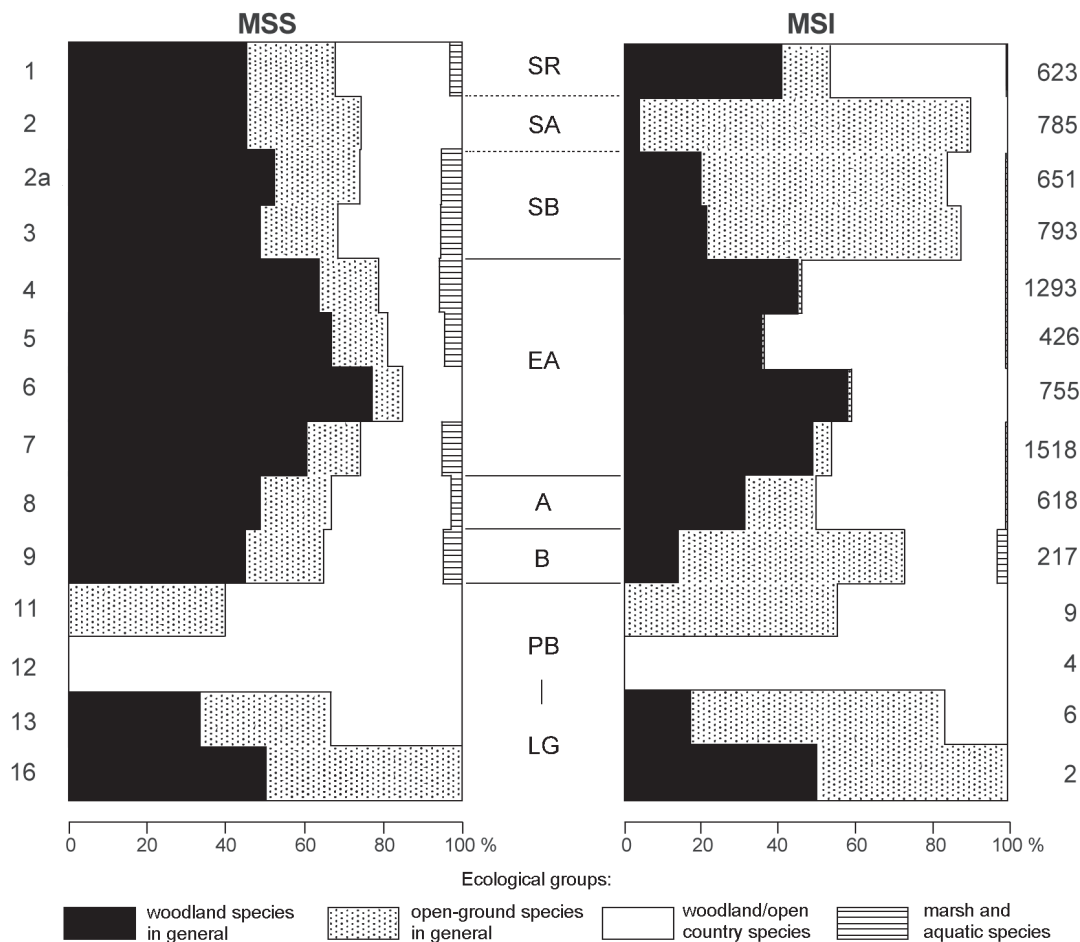 MSS MSI
1 SR 623
2 SA 785
2a SB 651
3 793
4 1293
5 EA 426
6 755
7 1518
8 A 618
9 B 217
11 9
PB
12 4
|
13 6
LG
16 2
0 20 40 60 80 100 % 0 20 40 60 80 100 %
Ecological groups:
woodland species in general
open-ground species in general
woodland/open country species
marsh and aquatic species